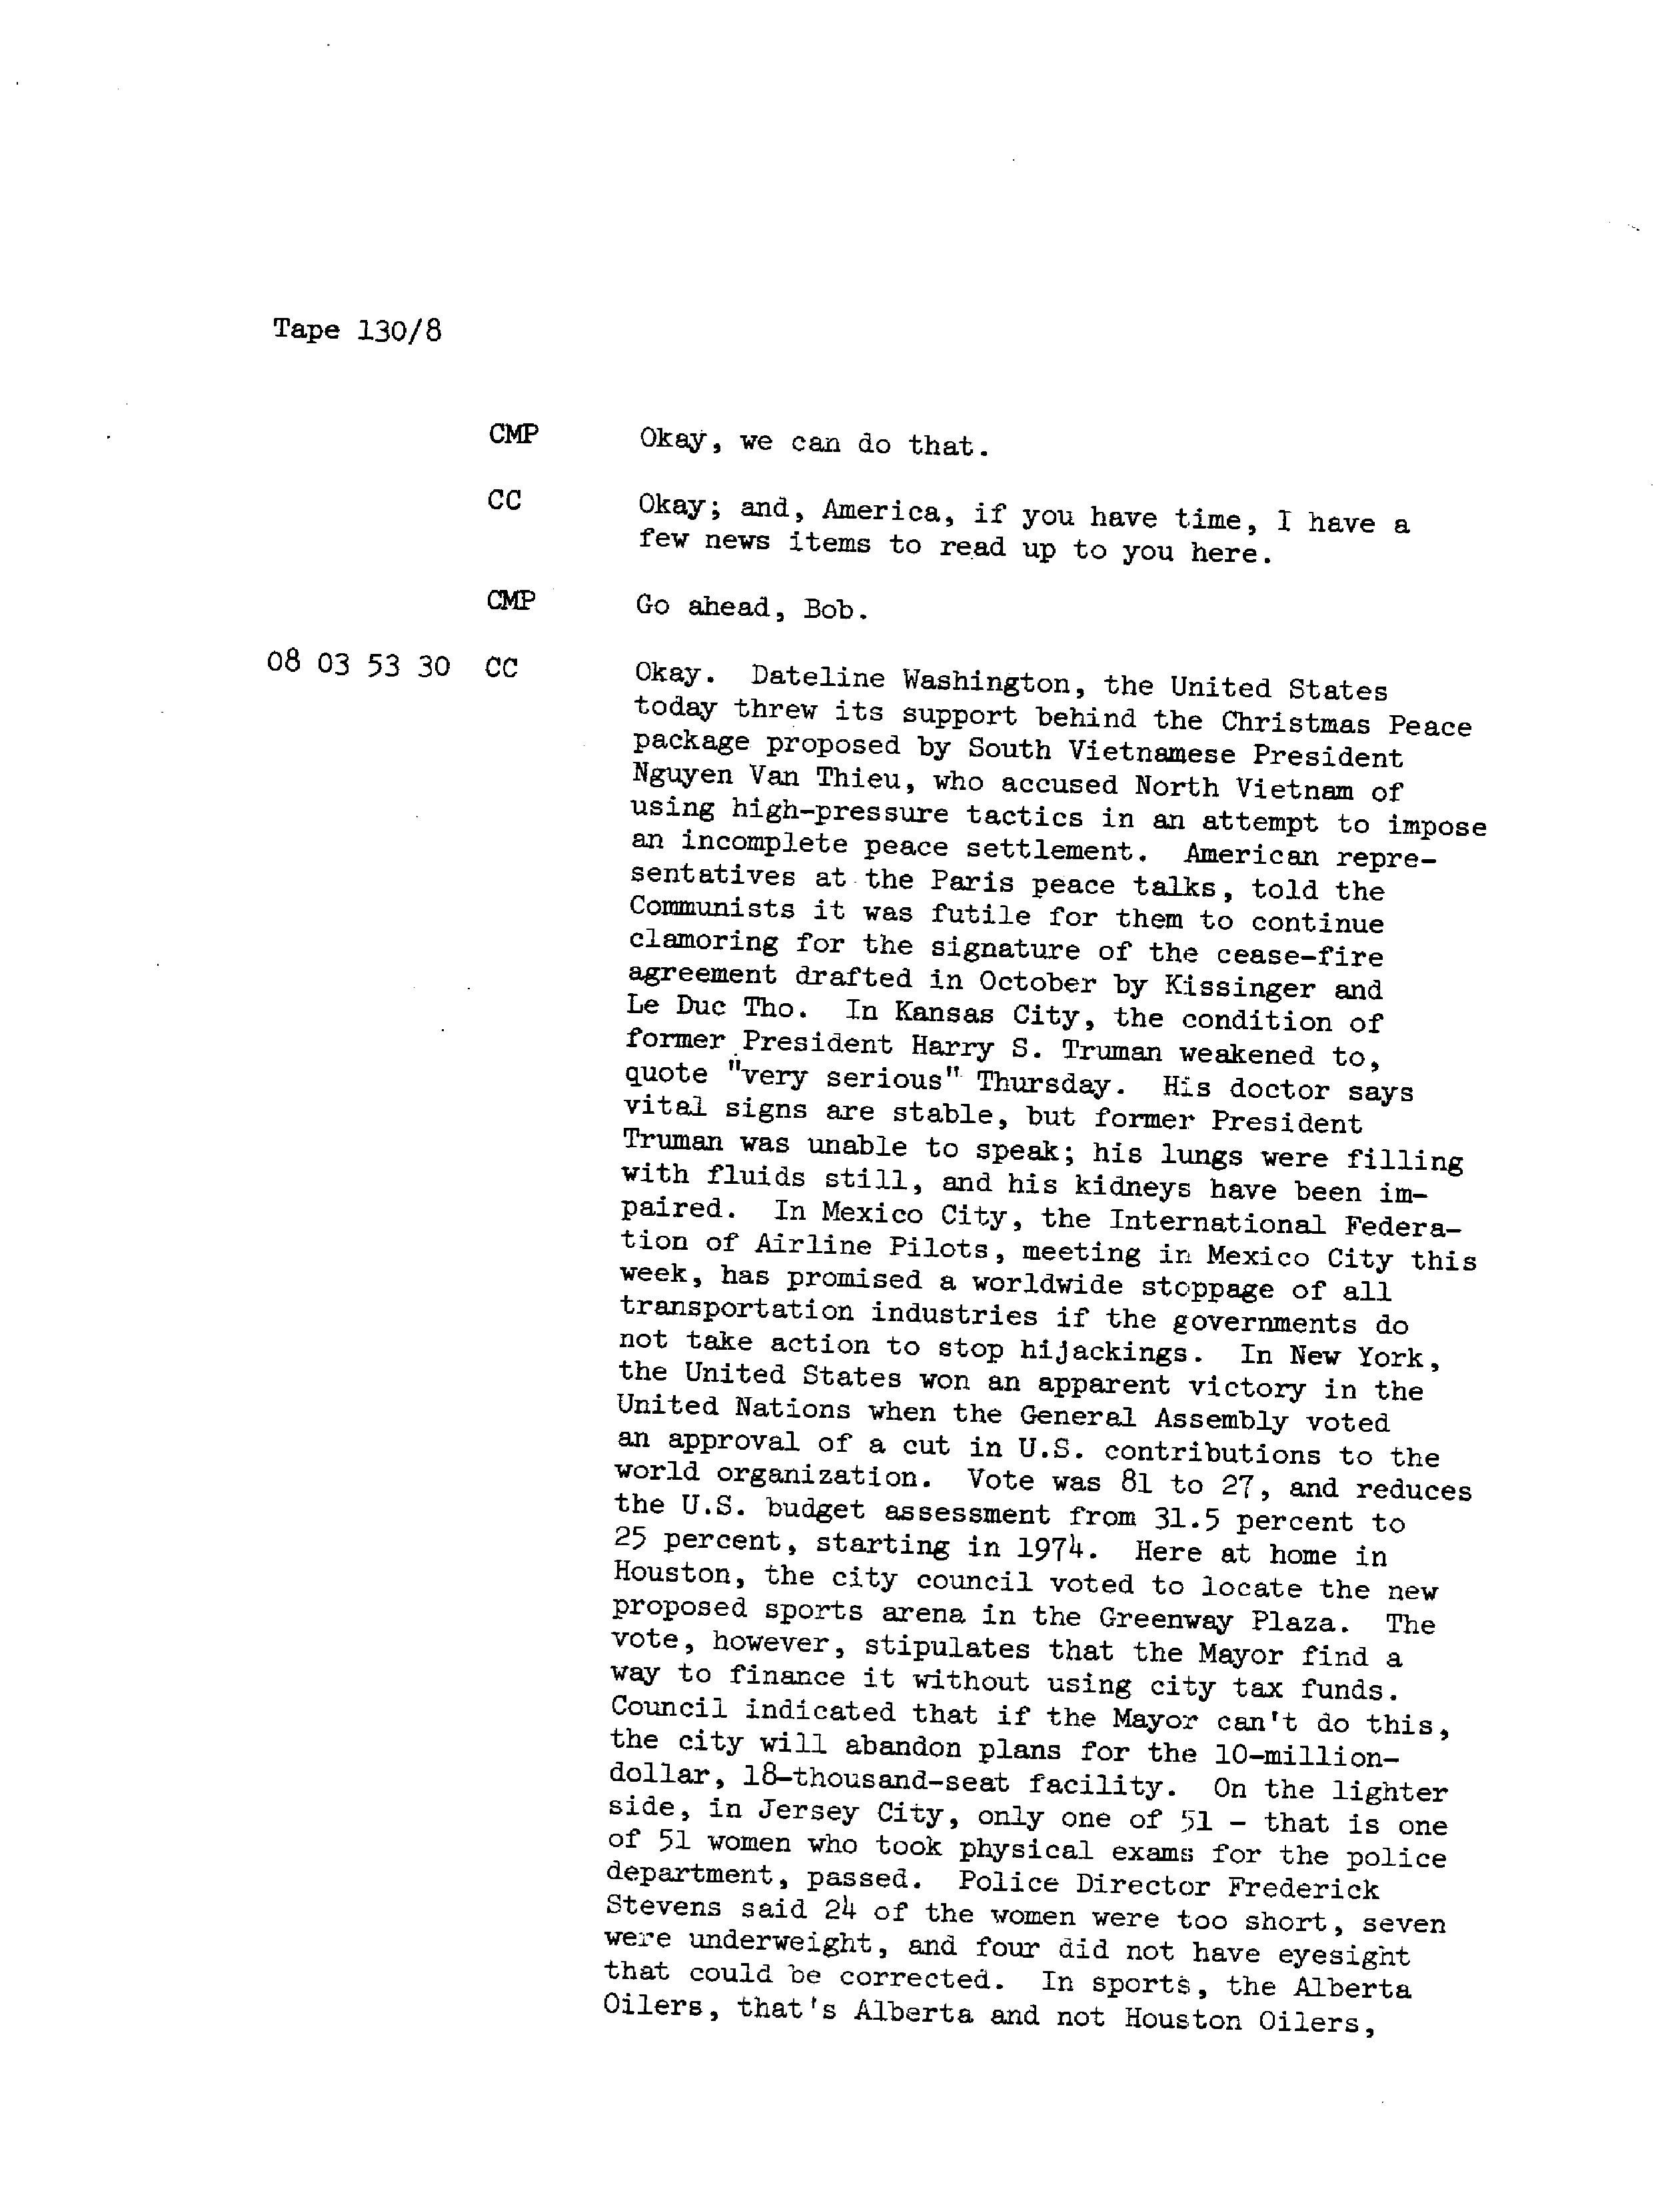 Tape 130/8
CMP Okay, we can do that.
CC Okay; and, America, if you have time, I have a
few news items to read up to you here.
CMP Go ahead, Bob.
08 03 53 30 CC Okay. Dateline Washington, the United States
today threw its support behind the Christmas Peace
package proposed by South Vietnamese President
Nguyen Van Thieu, who accused North Vietnam of
using high-pressure tactics in an attempt to impose
an incomplete peace settlement. American repre-
sentatives at the Paris peace talks, told the
Communists it was futile for them to continue
clamoring for the signature of the cease-fire
agreement drafted in October by Kissinger and
Le Duc Tho. In Kansas City, the condition of
former President Harry S. Truman weakened to,
quote "very serious" Thursday. His doctor says
vital signs are stable, but former President
Truman was unable to speak; his lungs were filling
with fluids still, and his kidneys have been im-
paired. In Mexico City, the International Federa-
tion of Airline Pilots, meeting in Mexico City this
week, has promised a worldwide stoppage of all
transportation industries if the governments do
not take action to stop hijackings. In New York,
the United States won an apparent victory in the
United Nations when the General Assembly voted
an approval of a cut in U.S. contributions to the
world organization. Vote was 81 to 27, and reduces
the U.S. budget assessment from 31.5 percent to
25 percent, starting in 1974. Here at home in
Houston, the city council voted to locate the new
proposed sports arena in the Greenway Plaza. The
vote, however, stipulates that the Mayor find a
way to finance it without using city tax funds.
Council indicated that if the Mayor can't do this,
the city will abandon plans for the 10-million-
dollar, 18-thousand-seat facility. On the lighter
side, in Jersey City, only one of 51 - that is one
of 51 women who took physical exams for the police
department, passed. Police Director Frederick
Stevens said 24 of the women were too short, seven
were underweight, and four did not have eyesight
that could be corrected. In sports, the Alberta
Oilers, that's Alberta and not Houston Oilers,